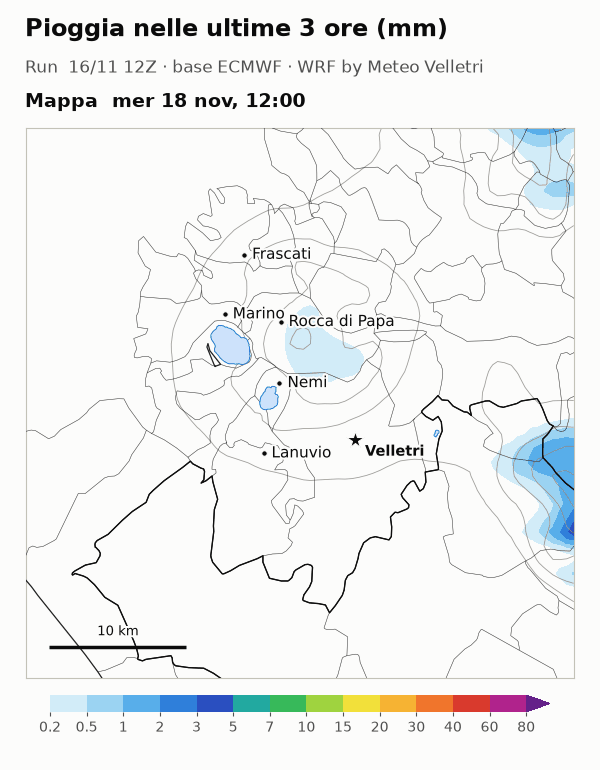 Pioggia nelle ultime 3 ore (mm)
Run  16/11 12Z · base ECMWF · WRF by Meteo Velletri
Mappa  mer 18 nov, 12:00
Frascati
Marino
Rocca di Papa
Nemi
Velletri
Lanuvio
10 km
0.2 0.5 1 2 3 5 7 10 15 20 30 40 60 80